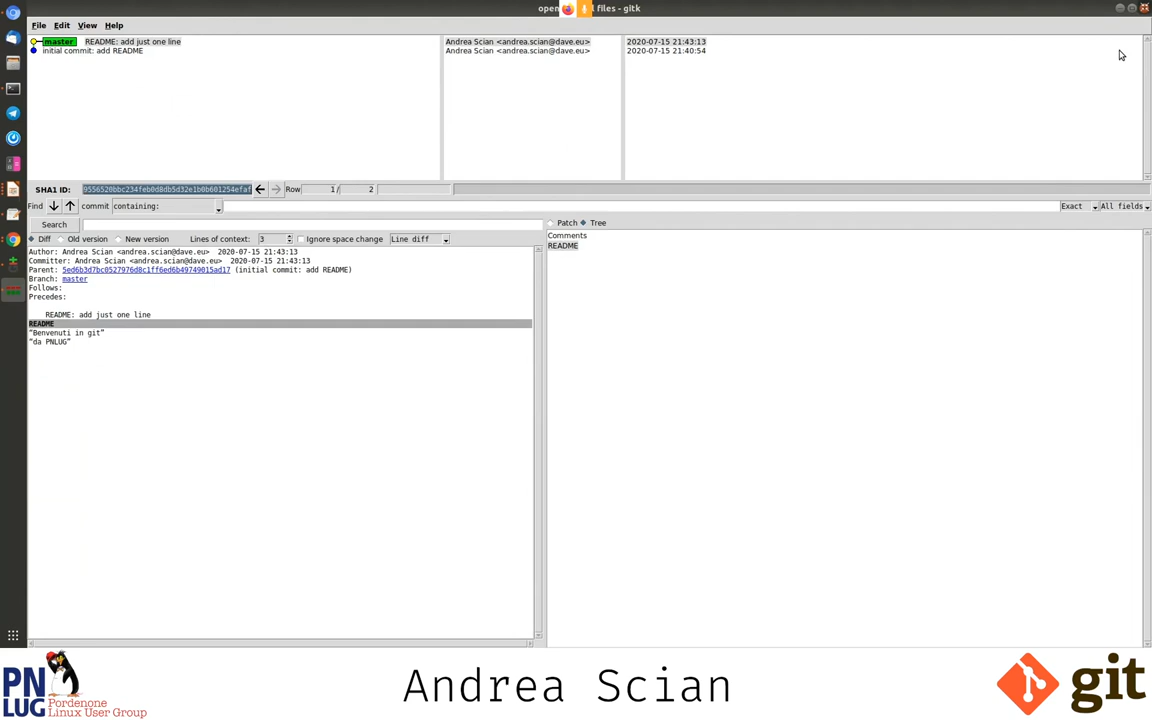 open l files - gitk
File Edit View Help
master README: add just one line Andrea Scian <andrea.scian@dave.eu> 2020-07-15 21:43:13
initial commit: add README Andrea Scian <andrea.scian@dave.eu> 2020-07-15 21:40:54
SHA1 ID: 9556520bbc234feb0d8db5d32e1b0b601254efaf Row 1 / 2
Find commit containing: Exact All fields
Search Patch Tree
Diff Old version New version Lines of context: 3 Ignore space change Line diff
Comments
README
Author: Andrea Scian <andrea.scian@dave.eu> 2020-07-15 21:43:13
Committer: Andrea Scian <andrea.scian@dave.eu> 2020-07-15 21:43:13
Parent: 5ed6b3d7bc0527976d8c1ff6ed6b49749015ad17 (initial commit: add README)
Branch: master
Follows:
Precedes:
README: add just one line
README
“Benvenuti in git”
“da PNLUG”
PN
LUG Pordenone
Linux User Group
Andrea Scian
git